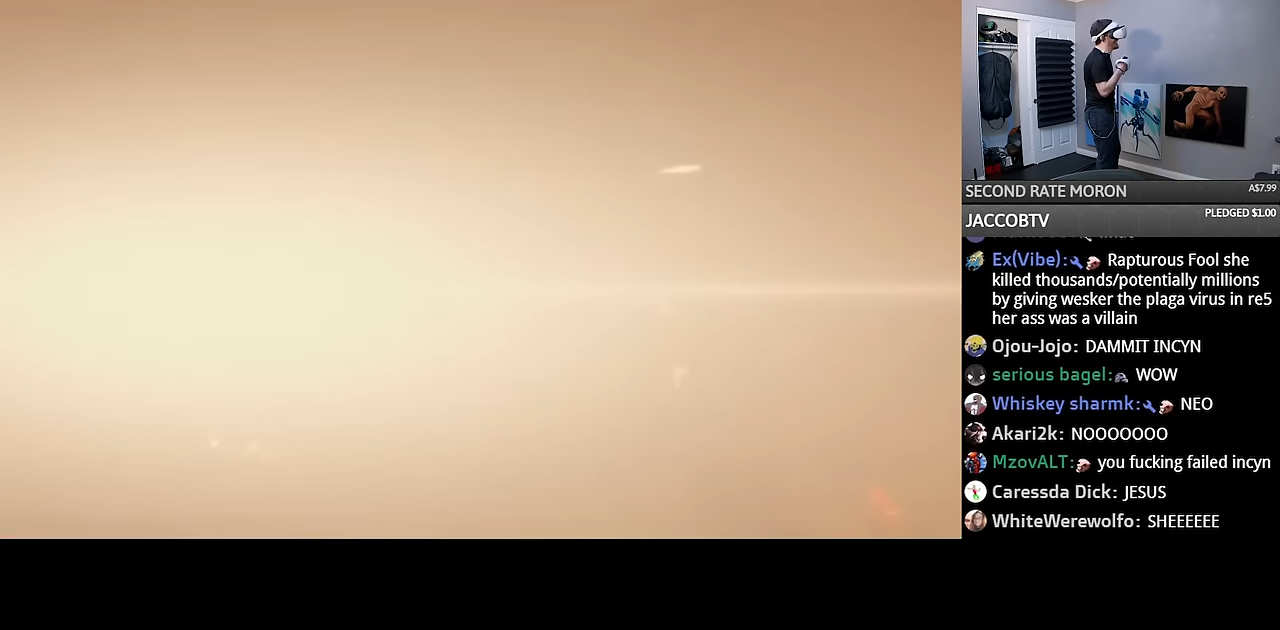 SECOND RATE MORON
A$7.99
JACCOBTV
PLEDGED $1.00
Ex(Vibe): Rapturous Fool she
killed thousands/potentially millions
by giving wesker the plaga virus in re5
her ass was a villain
Ojou-Jojo: DAMMIT INCYN
serious bagel: WOW
Whiskey sharmk: NEO
Akari2k: NOOOOOOO
MzovALT: you fucking failed incyn
Caressda Dick: JESUS
WhiteWerewolfo: SHEEEEEE